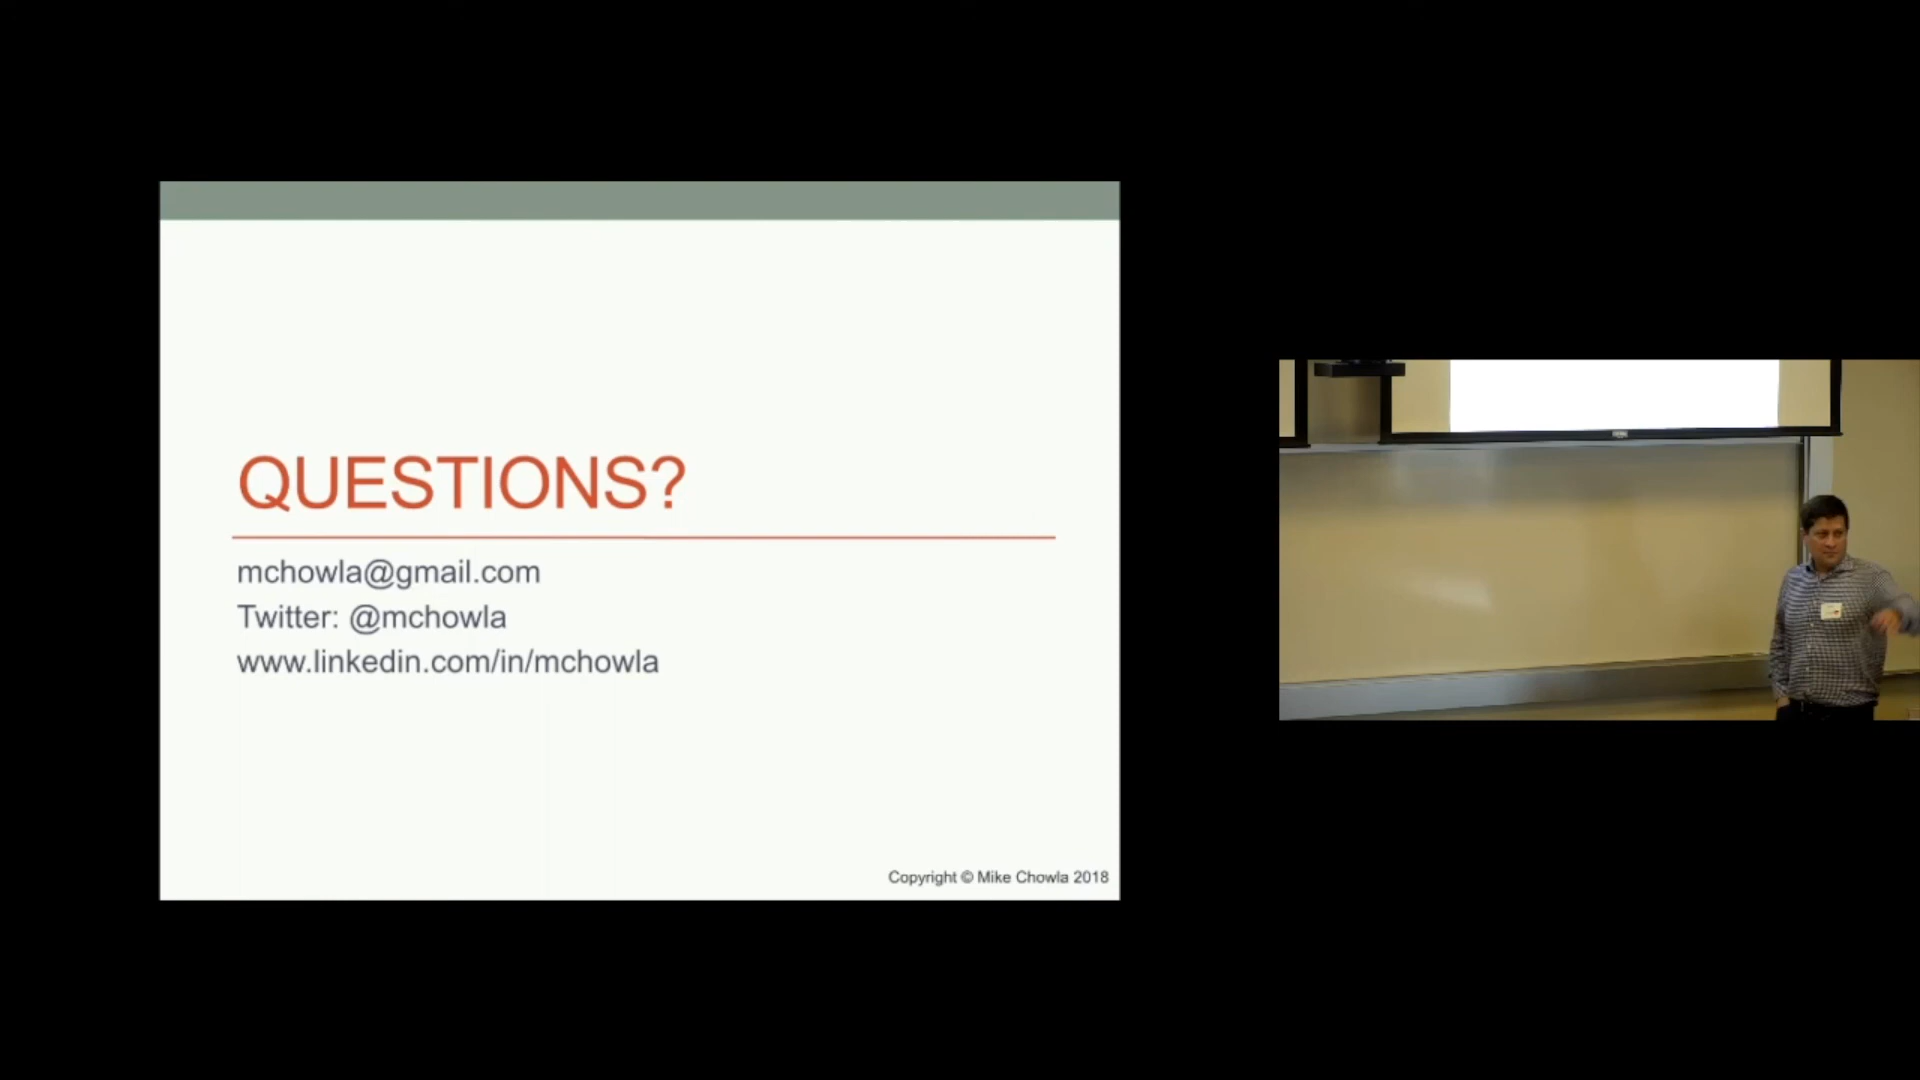 QUESTIONS?
mchowla@gmail.com
Twitter: @mchowla
www.linkedin.com/in/mchowla
Copyright © Mike Chowla 2018